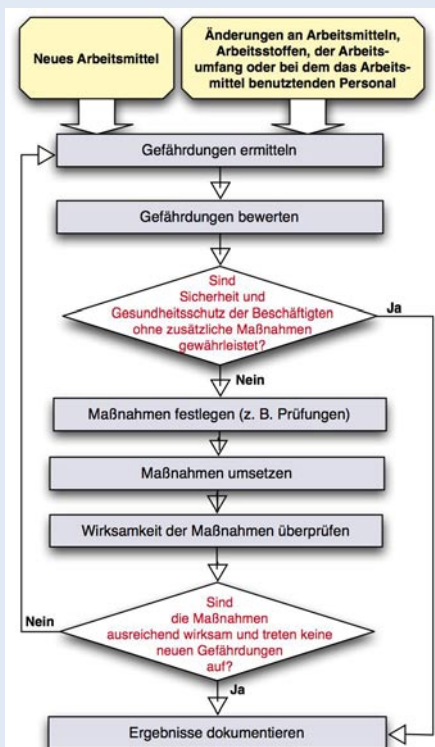 Neues Arbeitsmittel
Änderungen an Arbeitsmitteln,
Arbeitsstoffen, der Arbeits-
umfang oder bei dem das Arbeits-
mittel benutztenden Personal
Gefährdungen ermitteln
Gefährdungen bewerten
Sind
Sicherheit und
Gesundheitsschutz der Beschäftigten
ohne zusätzliche Maßnahmen
gewährleistet?
Ja
Nein
Maßnahmen festlegen (z. B. Prüfungen)
Maßnahmen umsetzen
Wirksamkeit der Maßnahmen überprüfen
Nein
Sind
die Maßnahmen
ausreichend wirksam und treten keine
neuen Gefährdungen
auf?
Ja
Ergebnisse dokumentieren